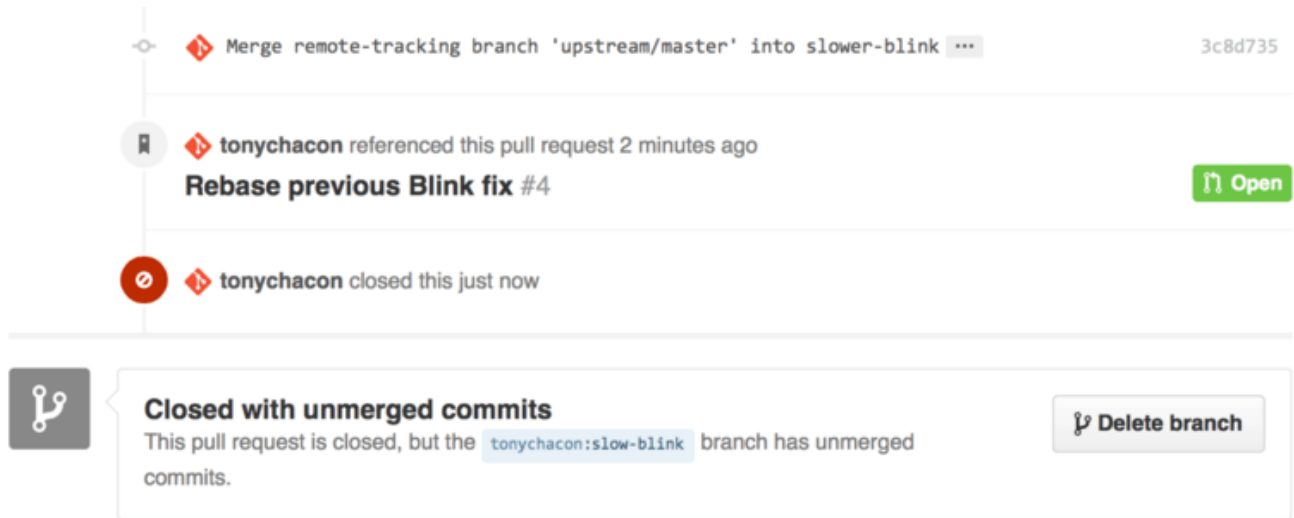 Merge remote-tracking branch 'upstream/master' into slower-blink ... 3c8d735
tonychacon referenced this pull request 2 minutes ago
Rebase previous Blink fix #4 Open
tonychacon closed this just now
Closed with unmerged commits
Delete branch
This pull request is closed, but the tonychacon:slow-blink branch has unmerged
commits.